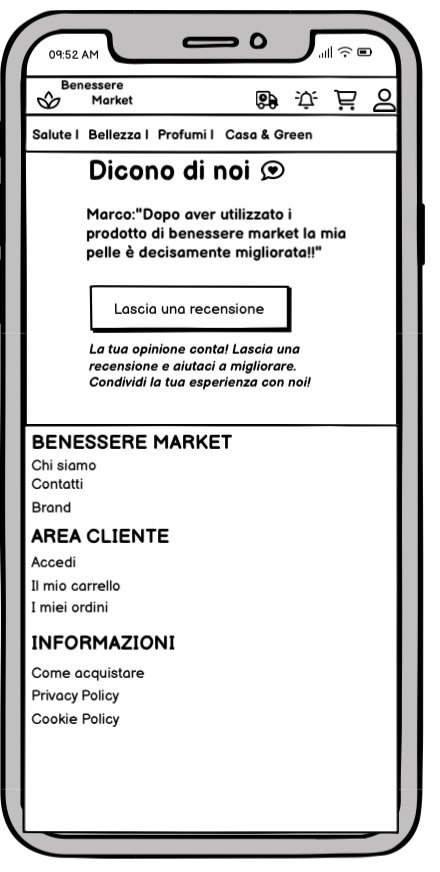 09:52 AM
Benessere
Market
Salute | Bellezza | Profumi | Casa & Green
Dicono di noi
Marco:"Dopo aver utilizzato i
prodotto di benessere market la mia
pelle è decisamente migliorata!!"
Lascia una recensione
La tua opinione conta! Lascia una
recensione e aiutaci a migliorare.
Condividi la tua esperienza con noi!
BENESSERE MARKET
Chi siamo
Contatti
Brand
AREA CLIENTE
Accedi
Il mio carrello
I miei ordini
INFORMAZIONI
Come acquistare
Privacy Policy
Cookie Policy